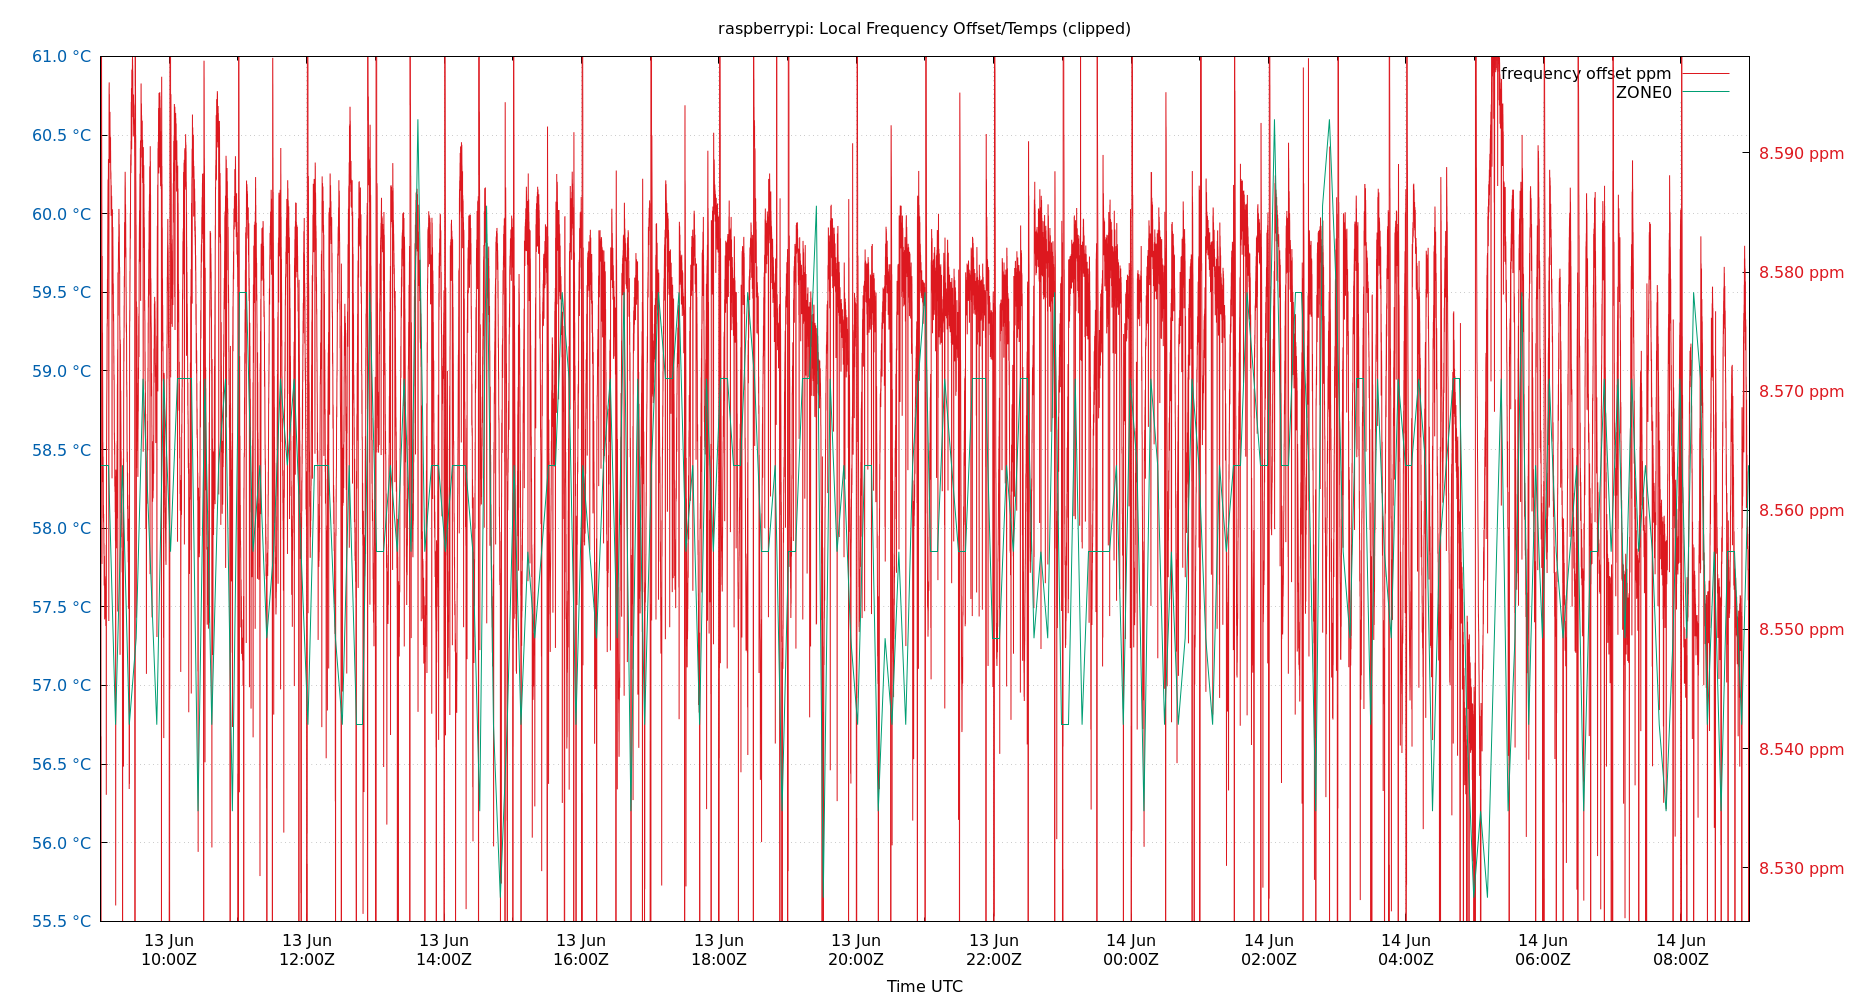 raspberrypi: Local Frequency Offset/Temps (clipped)
61.0 °C
60.5 °C
60.0 °C
59.5 °C
59.0 °C
58.5 °C
58.0 °C
57.5 °C
57.0 °C
56.5 °C
56.0 °C
55.5 °C
frequency offset ppm
ZONE0
8.590 ppm
8.580 ppm
8.570 ppm
8.560 ppm
8.550 ppm
8.540 ppm
8.530 ppm
13 Jun 13 Jun 13 Jun 13 Jun 13 Jun 13 Jun 13 Jun 14 Jun 14 Jun 14 Jun 14 Jun 14 Jun
10:00Z 12:00Z 14:00Z 16:00Z 18:00Z 20:00Z 22:00Z 00:00Z 02:00Z 04:00Z 06:00Z 08:00Z
Time UTC